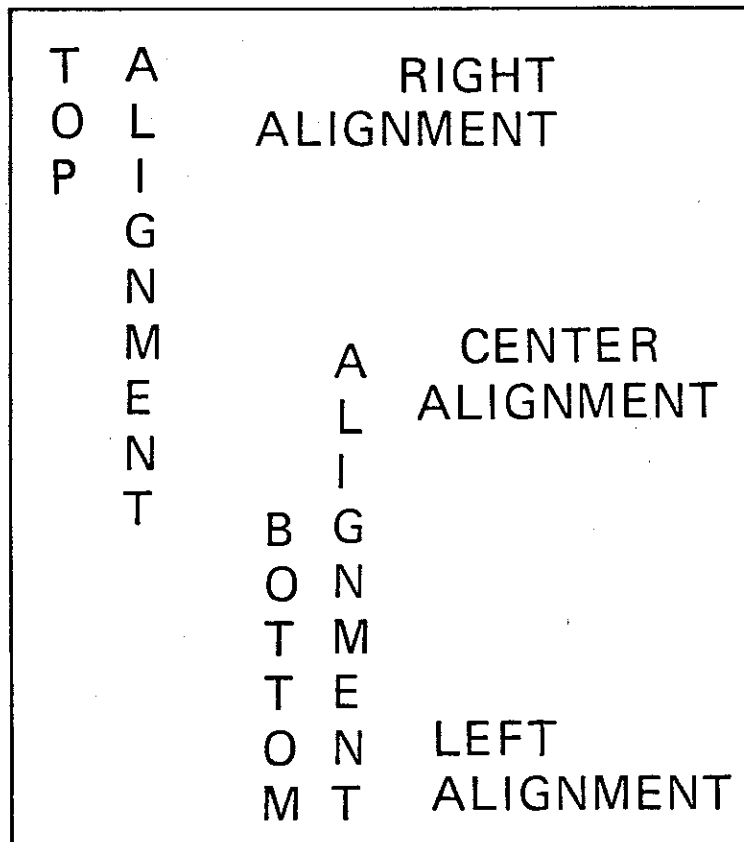 TOP
ALIGNMENT
RIGHT
ALIGNMENT
CENTER
ALIGNMENT
BOTTOM
ALIGNMENT
LEFT
ALIGNMENT